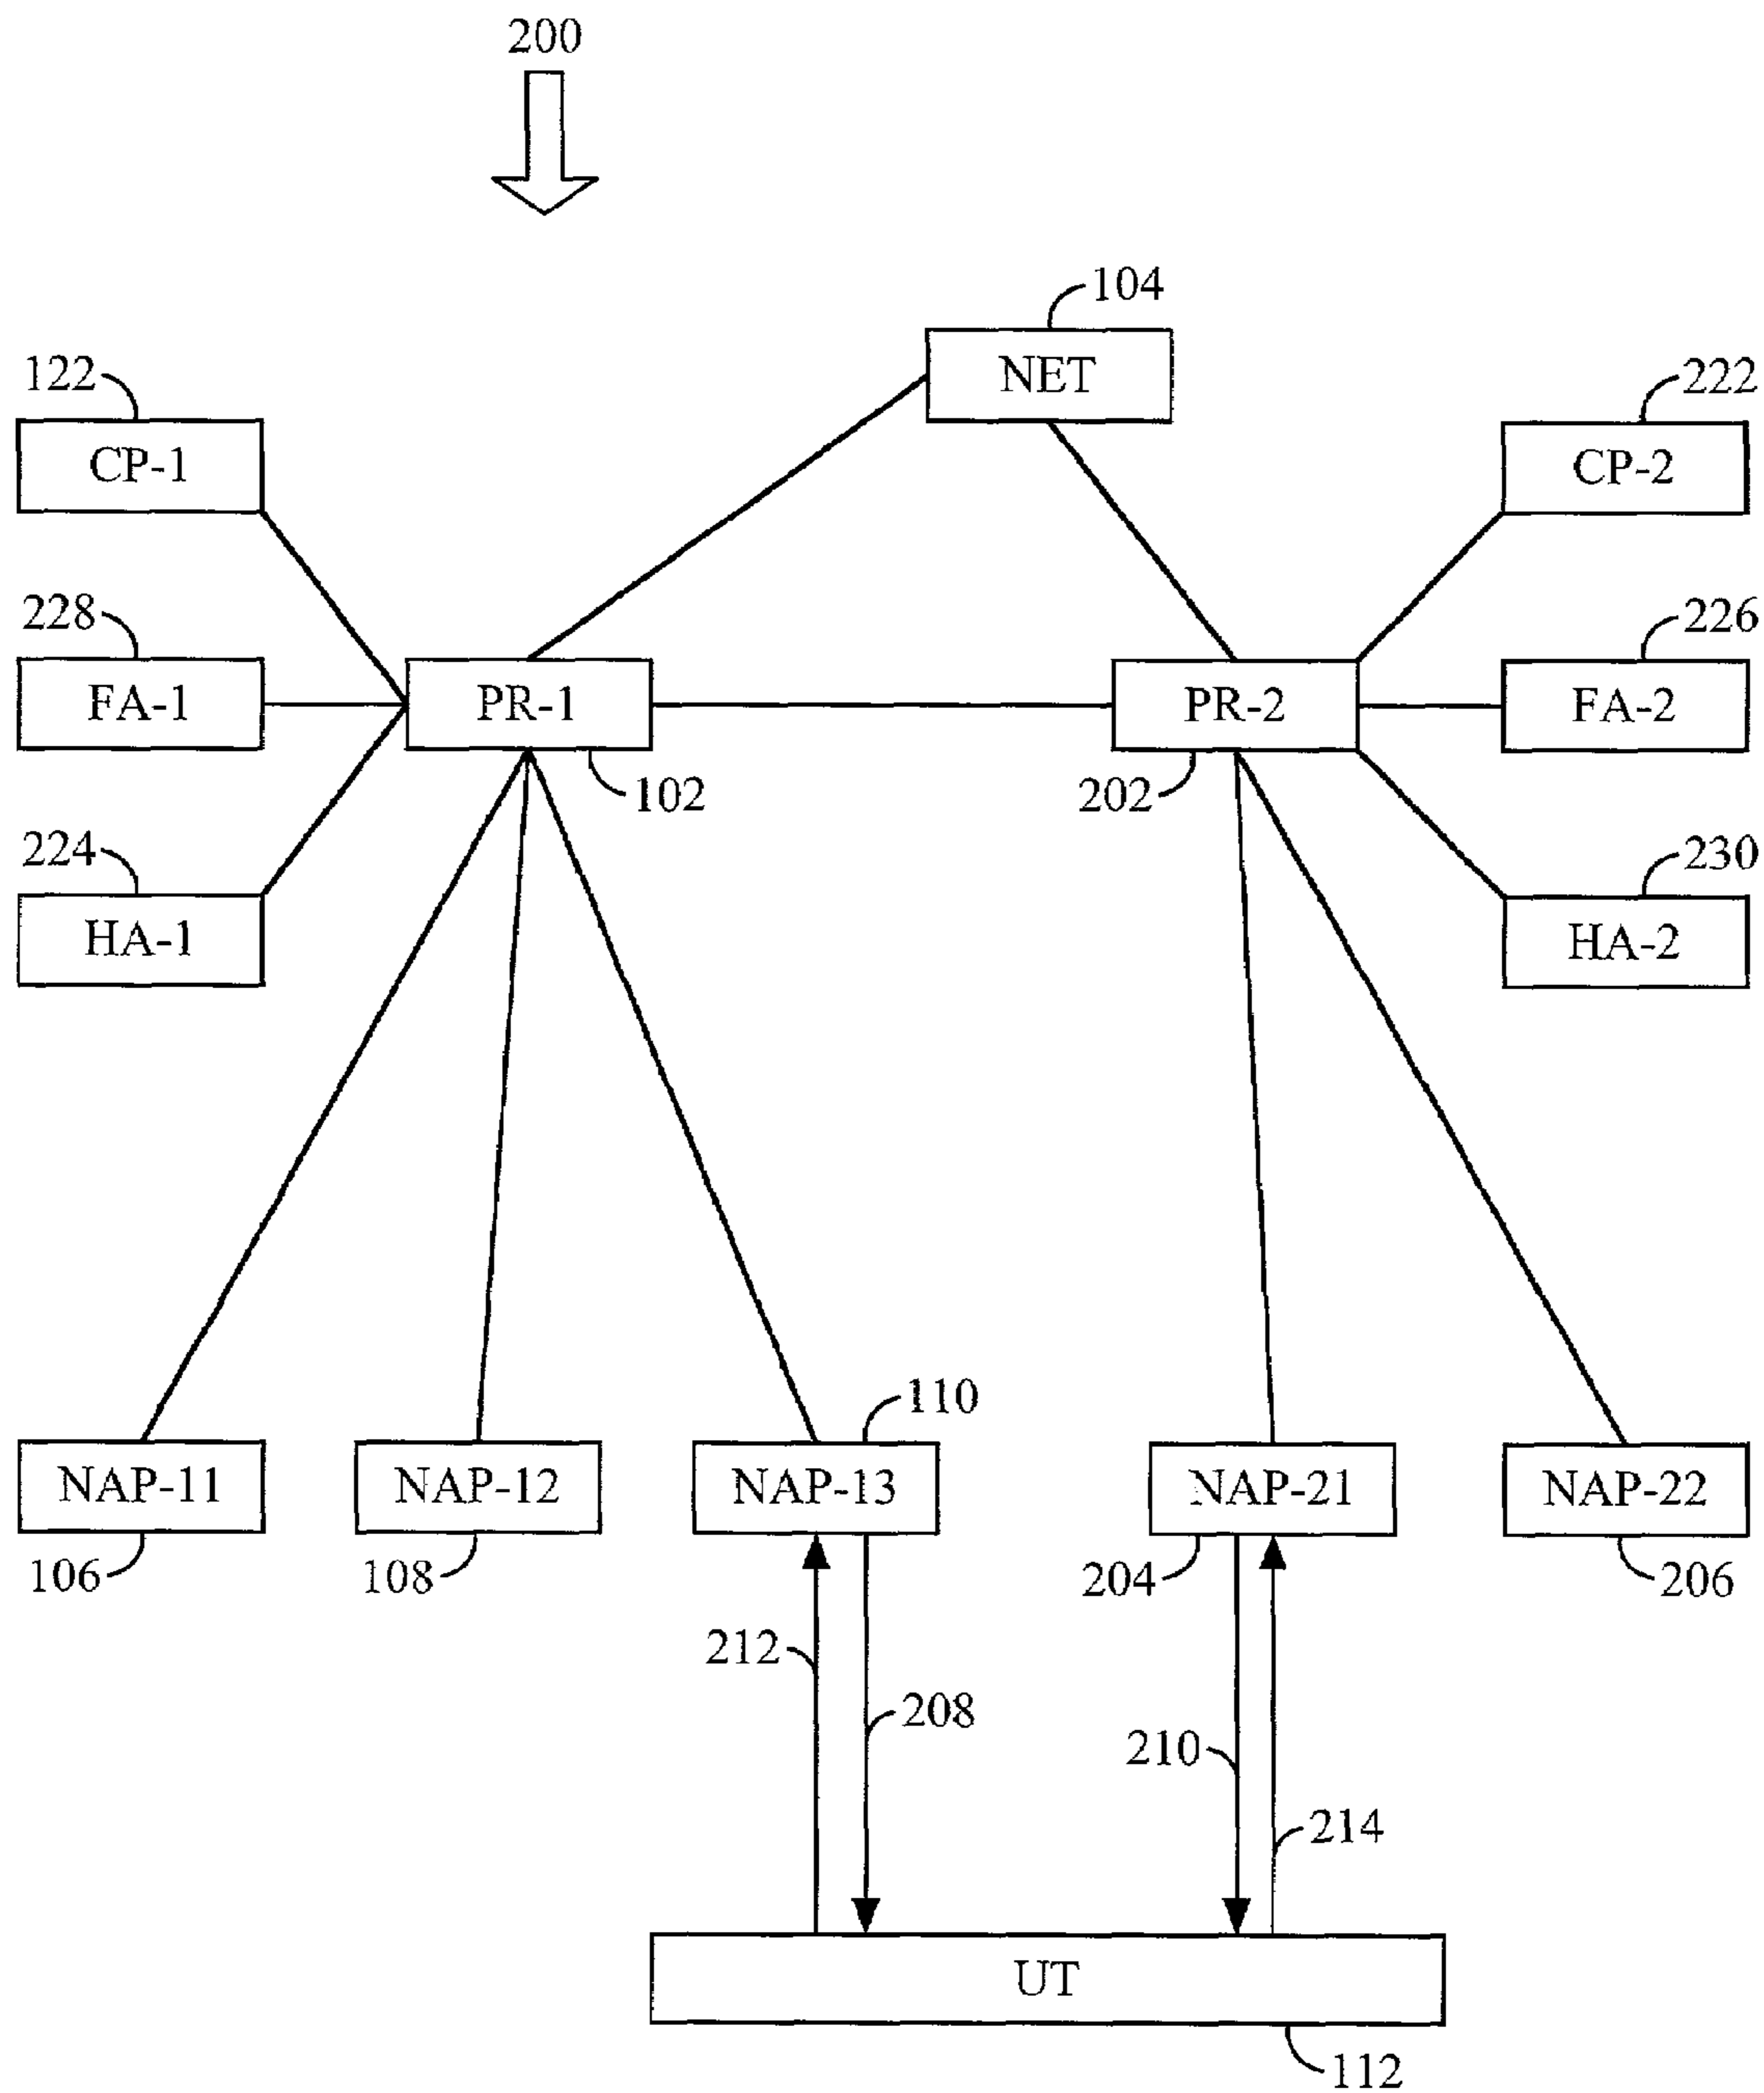 200
104
NET
122
CP-1
222
CP-2
228
FA-1
PR-1
102
PR-2
202
226
FA-2
224
HA-1
230
HA-2
NAP-11
106
NAP-12
108
110
NAP-13
NAP-21
204
NAP-22
206
212
208
210
214
UT
112